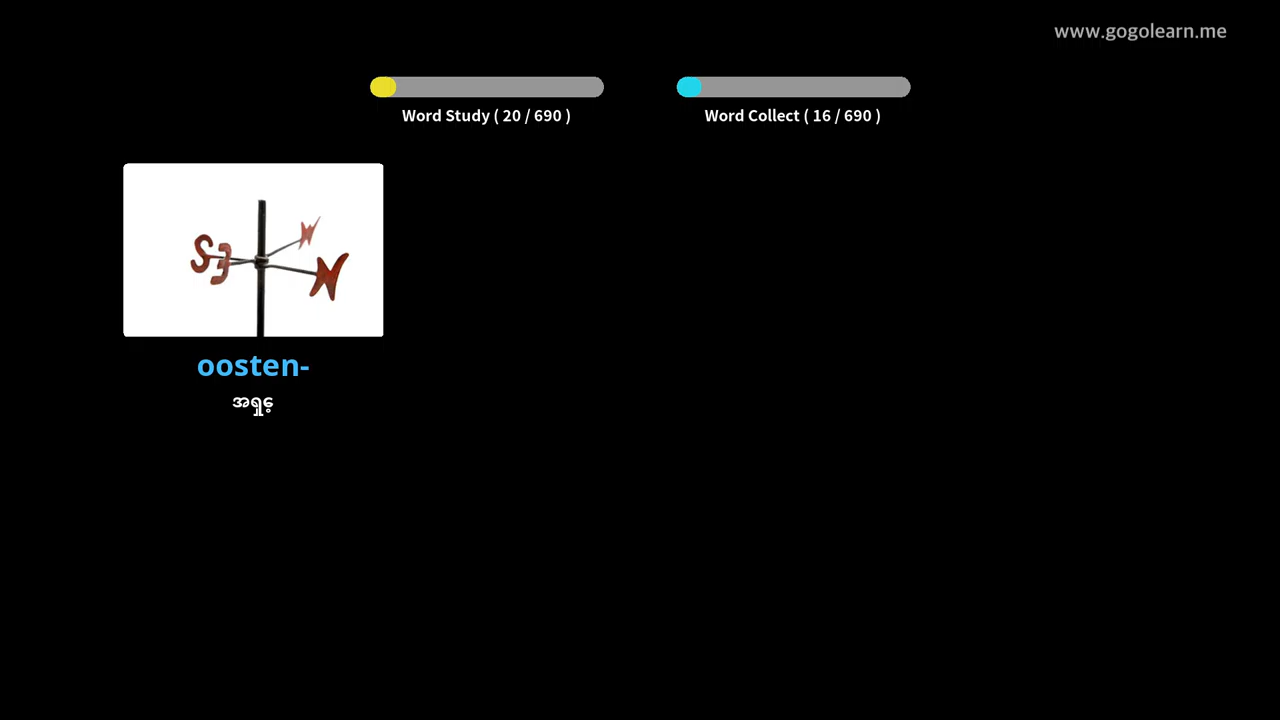 www.gogolearn.me
Word Study ( 20 / 690 )
Word Collect ( 16 / 690 )
S E N W
oosten-
အရှေ့